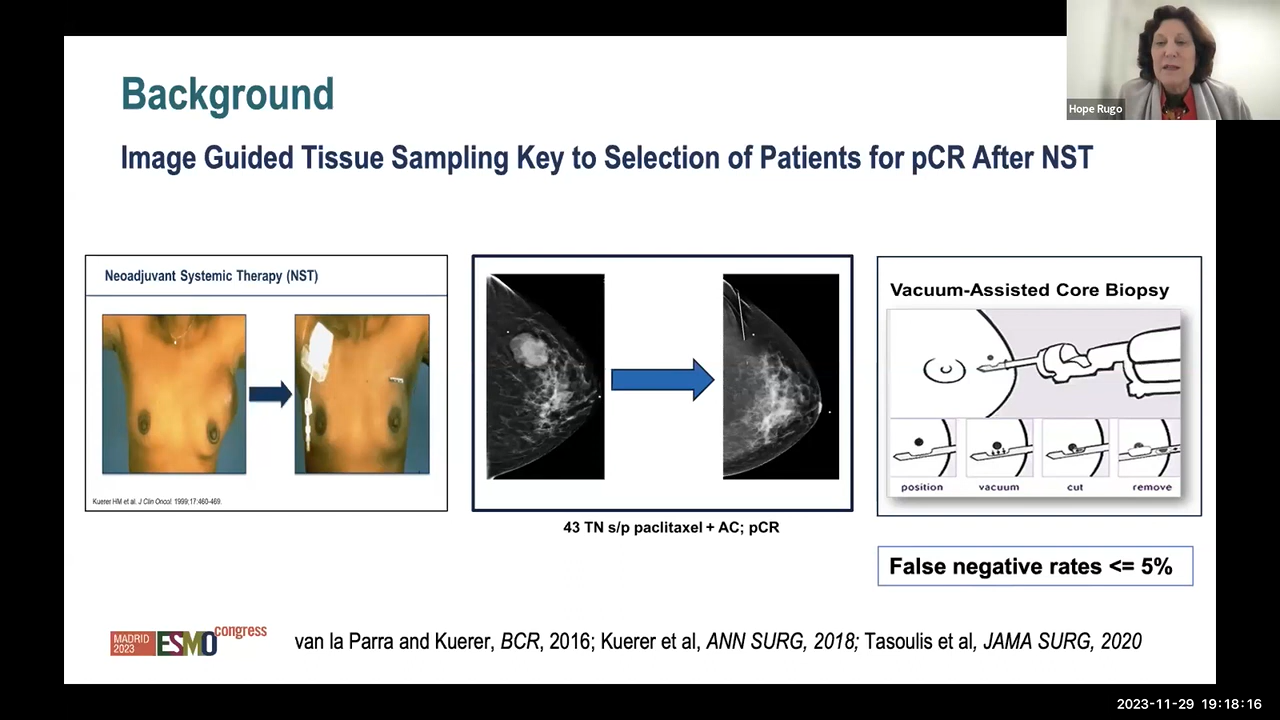 Hope Rugo
Background
Image Guided Tissue Sampling Key to Selection of Patients for pCR After NST
Neoadjuvant Systemic Therapy (NST)
Kuerer HM et al. J Clin Oncol. 1999;17:460-469.
43 TN s/p paclitaxel + AC; pCR
Vacuum-Assisted Core Biopsy
position vacuum cut remove
False negative rates <= 5%
MADRID
2023
ESMO congress
van la Parra and Kuerer, BCR, 2016; Kuerer et al, ANN SURG, 2018; Tasoulis et al, JAMA SURG, 2020
2023-11-29 19:18:16